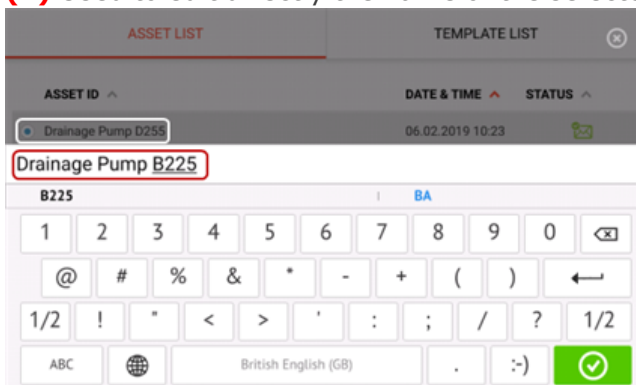 ASSET LIST
TEMPLATE LIST
ASSET ID
DATE & TIME
STATUS
Drainage Pump D255
06.02.2019 10:23
Drainage Pump B225
B225
BA
1 2 3 4 5 6 7 8 9 0
@ # % & * - + ( )
1/2 ! " < > ' : ; / ? 1/2
ABC
British English (GB)
.
:-)